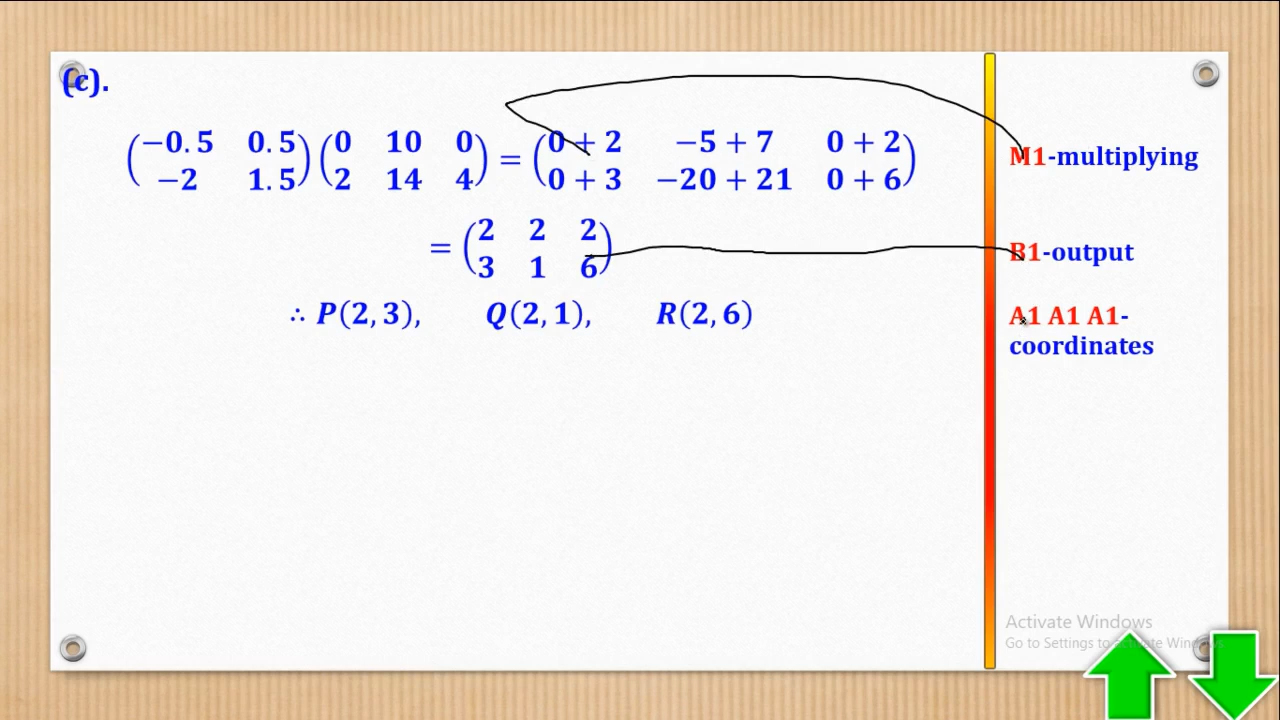 (c).
(−0.5 0.5) (0 10 0) = (0 + 2 −5 + 7 0 + 2) M1-multiplying
(−2 1.5) (2 14 4) (0 + 3 −20 + 21 0 + 6)
= (2 2 2) B1-output
(3 1 6)
∴ P(2, 3), Q(2, 1), R(2, 6) A1 A1 A1-
coordinates
Activate Windows
Go to Settings to activate Windows